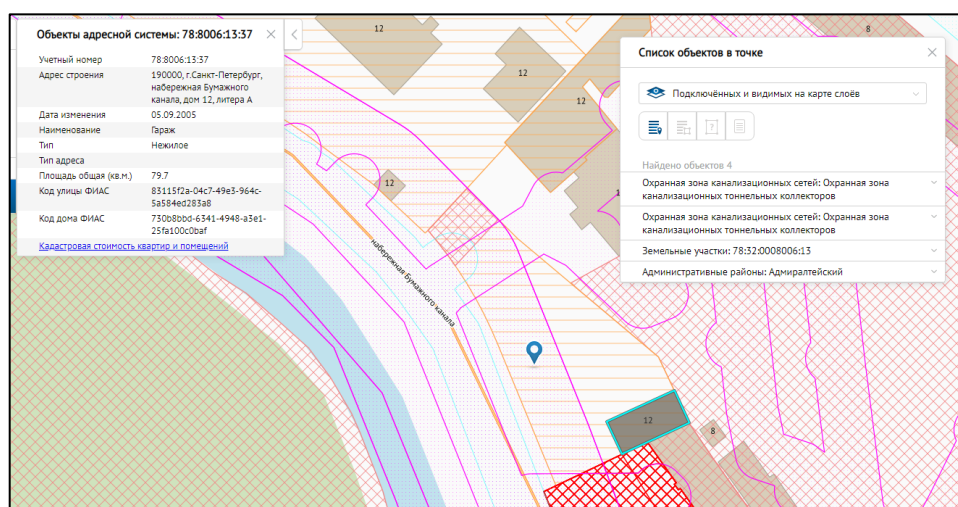 Объекты адресной системы: 78:8006:13:37
Учетный номер 78:8006:13:37
Адрес строения 190000, г.Санкт-Петербург,
набережная Бумажного
канала, дом 12, литера А
Дата изменения 05.09.2005
Наименование Гараж
Тип Нежилое
Тип адреса
Площадь общая (кв.м.) 79.7
Код улицы ФИАС 83115f2a-04c7-49e3-964c-
5a584ed283a8
Код дома ФИАС 730b8bbd-6341-4948-a3e1-
25fa100c0baf
Кадастровая стоимость квартир и помещений
12
12
12
12
8
набережная Бумажного канала
12
8
Список объектов в точке
Подключённых и видимых на карте слоёв
Найдено объектов 4
Охранная зона канализационных сетей: Охранная зона
канализационных тоннельных коллекторов
Охранная зона канализационных сетей: Охранная зона
канализационных тоннельных коллекторов
Земельные участки: 78:32:0008006:13
Административные районы: Адмиралтейский